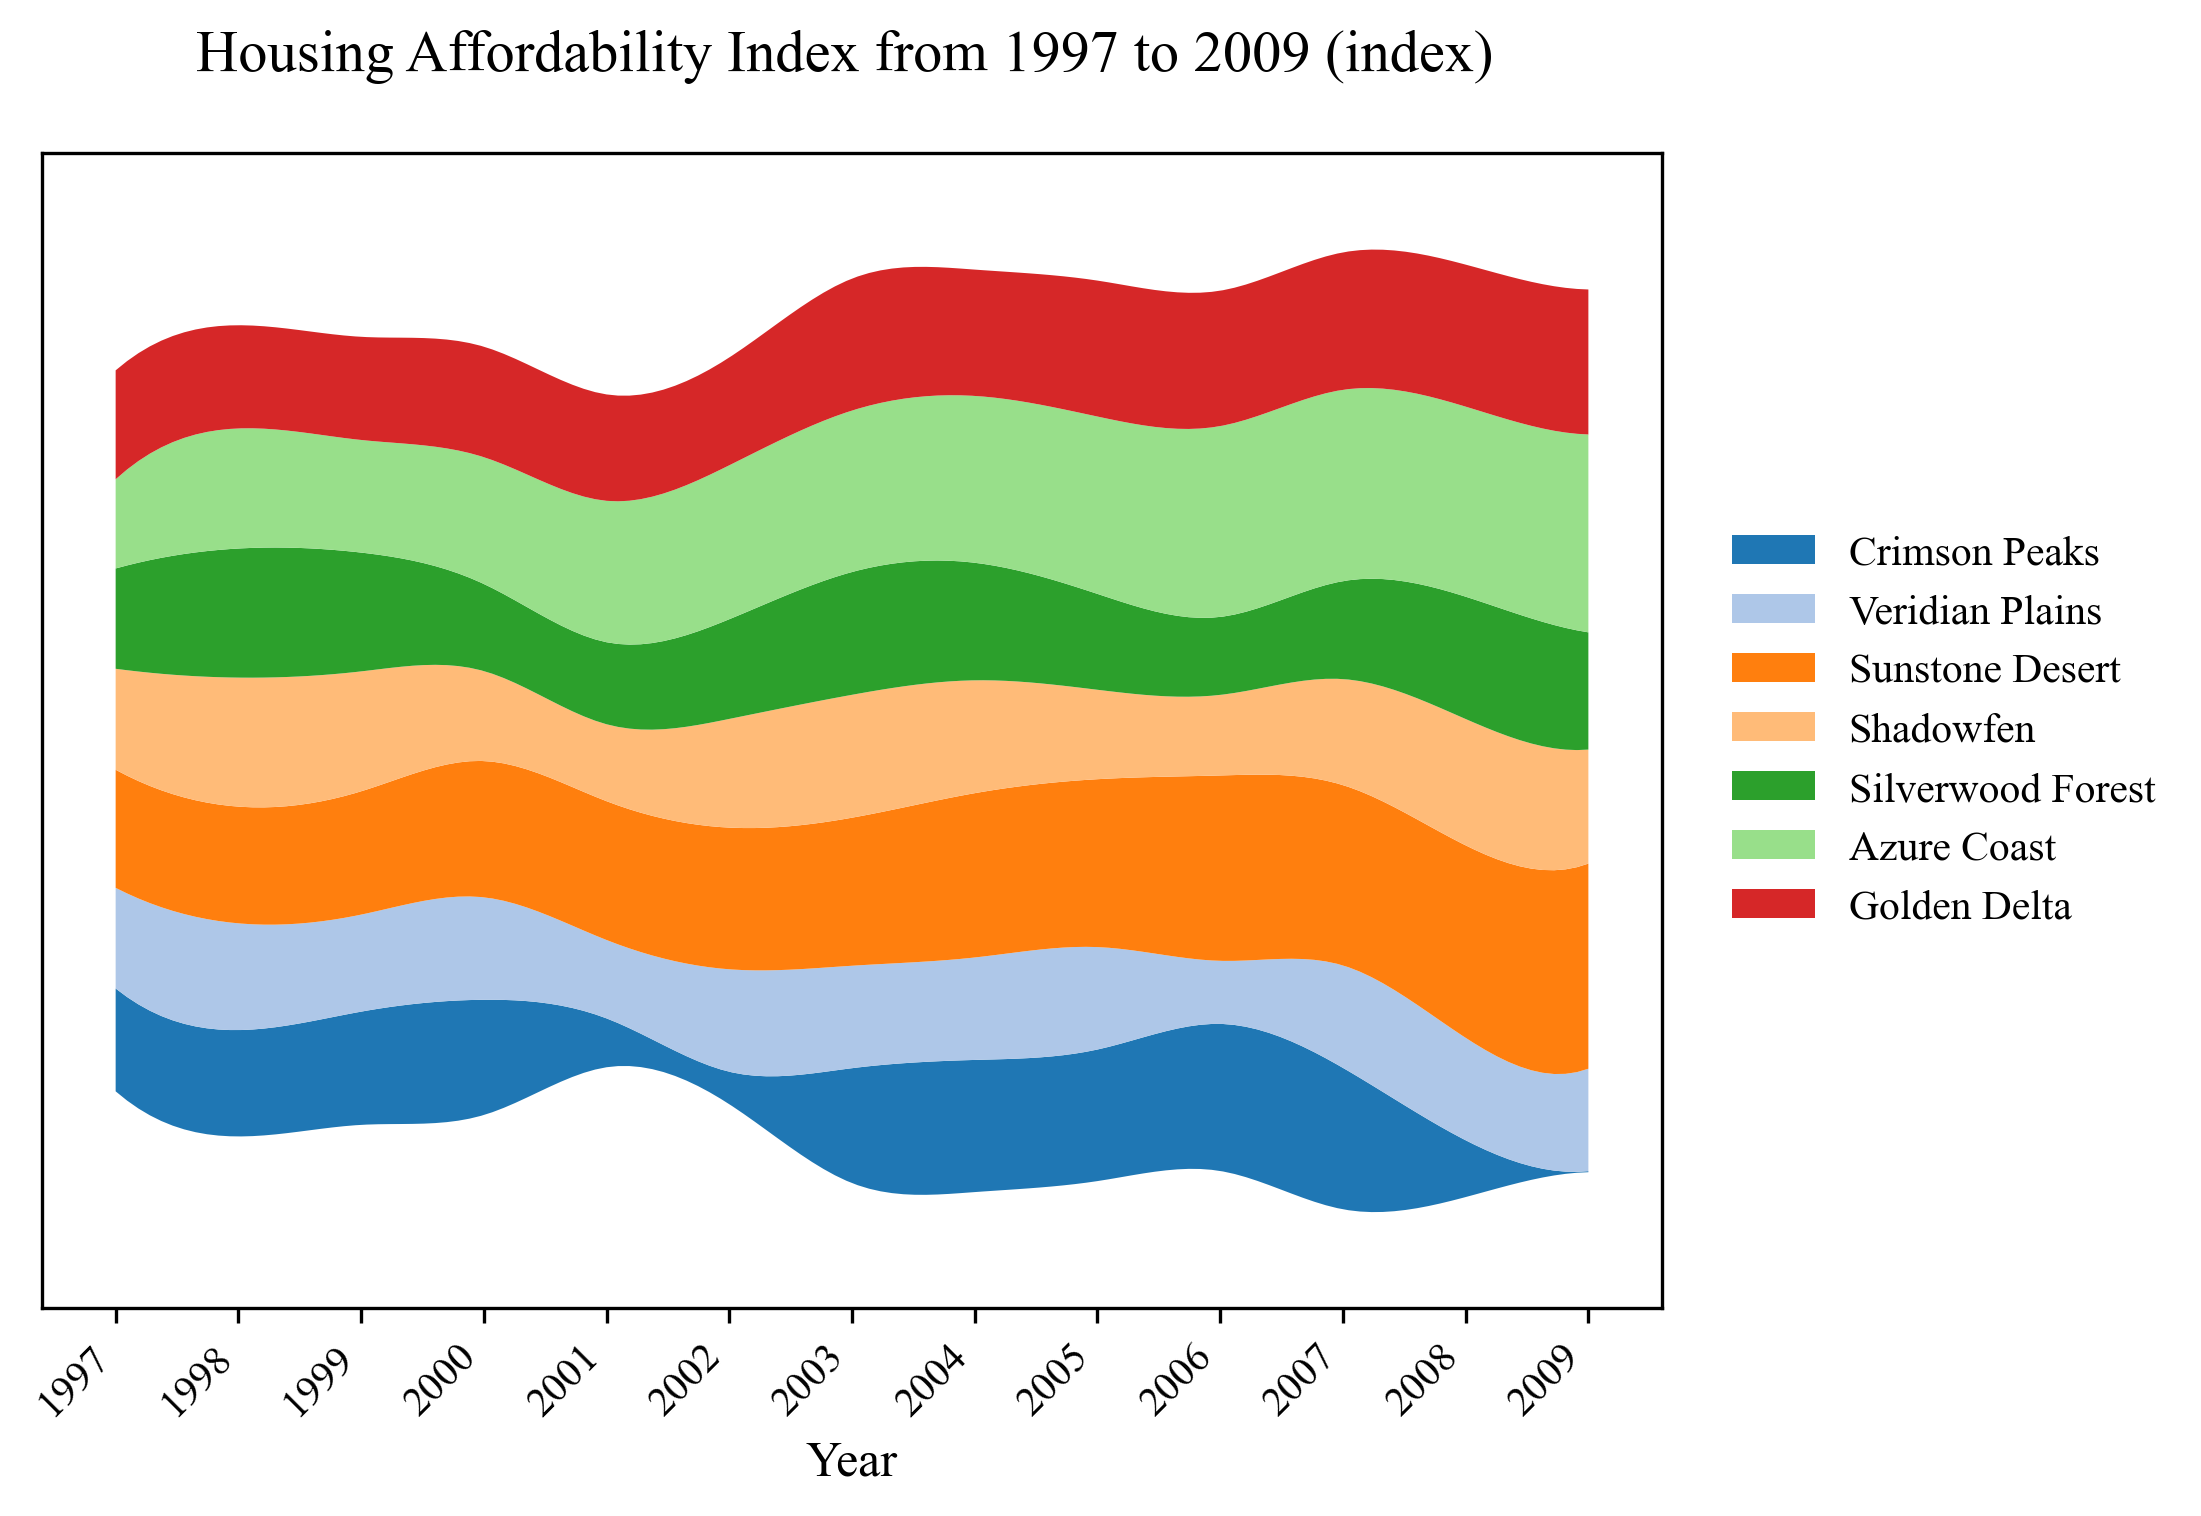 Housing Affordability Index from 1997 to 2009 (index)
Crimson Peaks
Veridian Plains
Sunstone Desert
Shadowfen
Silverwood Forest
Azure Coast
Golden Delta
1997
1998
1999
2000
2001
2002
2003
2004
2005
2006
2007
2008
2009
Year